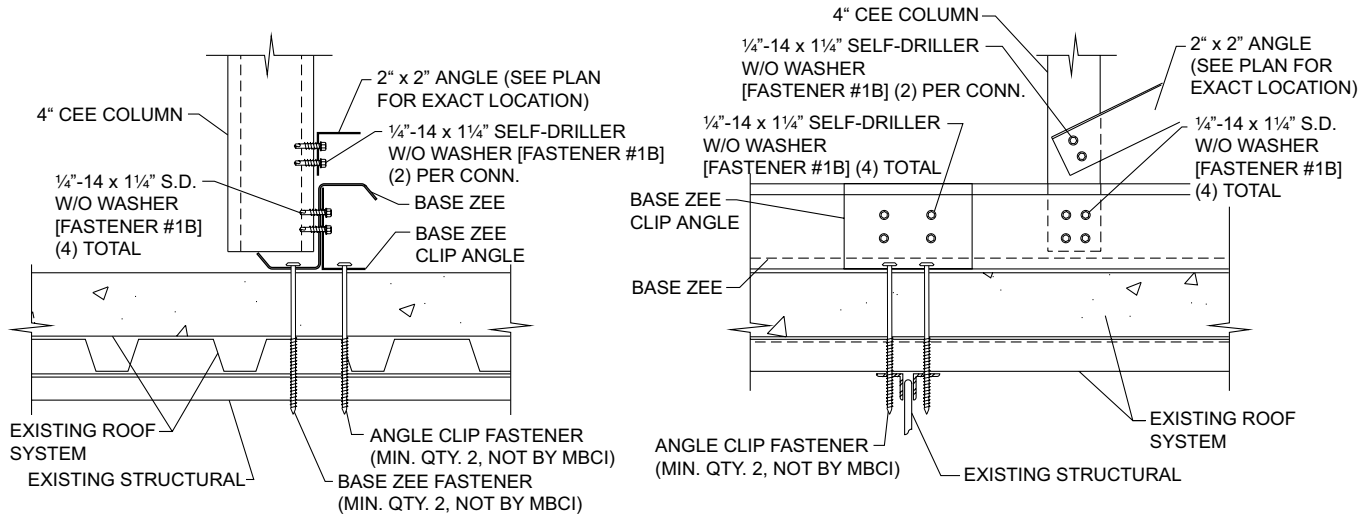 4“ CEE COLUMN
2“ x 2” ANGLE (SEE PLAN
FOR EXACT LOCATION)
¼”-14 x 1¼” SELF-DRILLER
W/O WASHER [FASTENER #1B]
(2) PER CONN.
¼”-14 x 1¼” S.D.
W/O WASHER
[FASTENER #1B]
(4) TOTAL
BASE ZEE
BASE ZEE
CLIP ANGLE
EXISTING ROOF
SYSTEM
EXISTING STRUCTURAL
ANGLE CLIP FASTENER
(MIN. QTY. 2, NOT BY MBCI)
BASE ZEE FASTENER
(MIN. QTY. 2, NOT BY MBCI)
4“ CEE COLUMN
¼”-14 x 1¼” SELF-DRILLER
W/O WASHER
[FASTENER #1B] (2) PER CONN.
2“ x 2” ANGLE
(SEE PLAN FOR
EXACT LOCATION)
¼”-14 x 1¼” SELF-DRILLER
W/O WASHER
[FASTENER #1B] (4) TOTAL
¼”-14 x 1¼” S.D.
W/O WASHER
[FASTENER #1B]
(4) TOTAL
BASE ZEE
CLIP ANGLE
BASE ZEE
ANGLE CLIP FASTENER
(MIN. QTY. 2, NOT BY MBCI)
EXISTING STRUCTURAL
EXISTING ROOF
SYSTEM